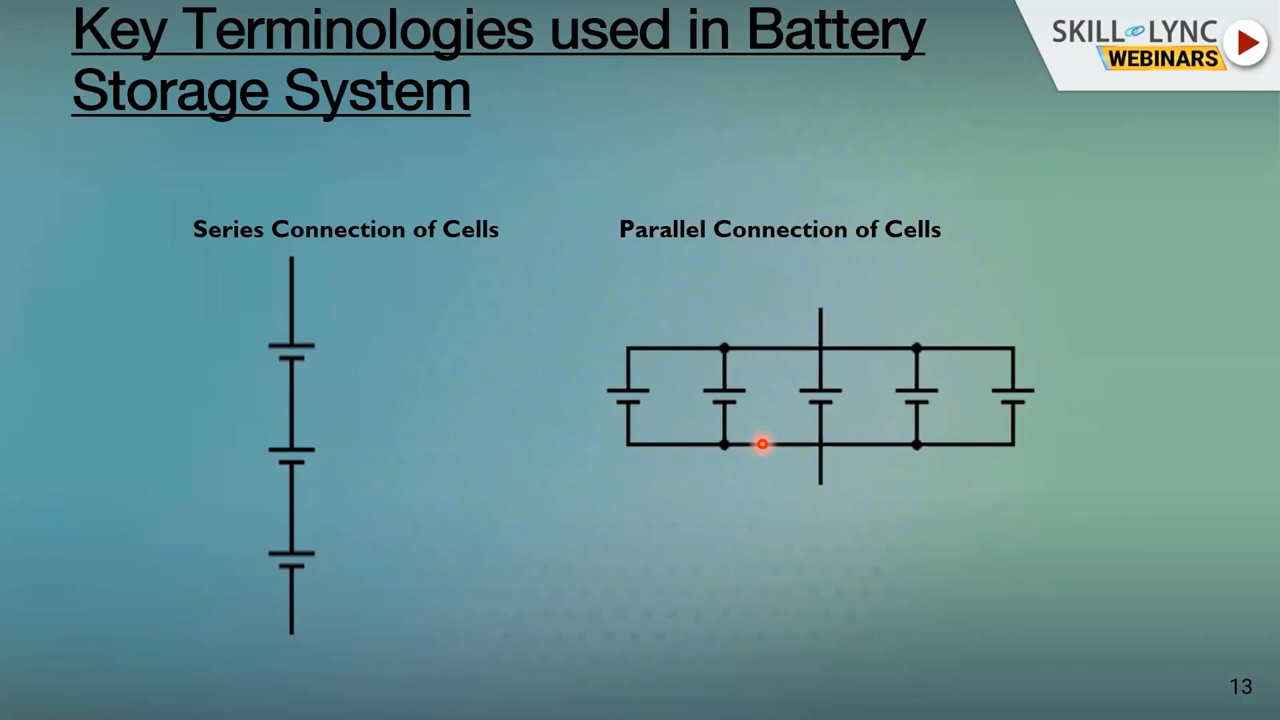 Key Terminologies used in Battery
Storage System
SKILL LYNC
WEBINARS
Series Connection of Cells
Parallel Connection of Cells
13